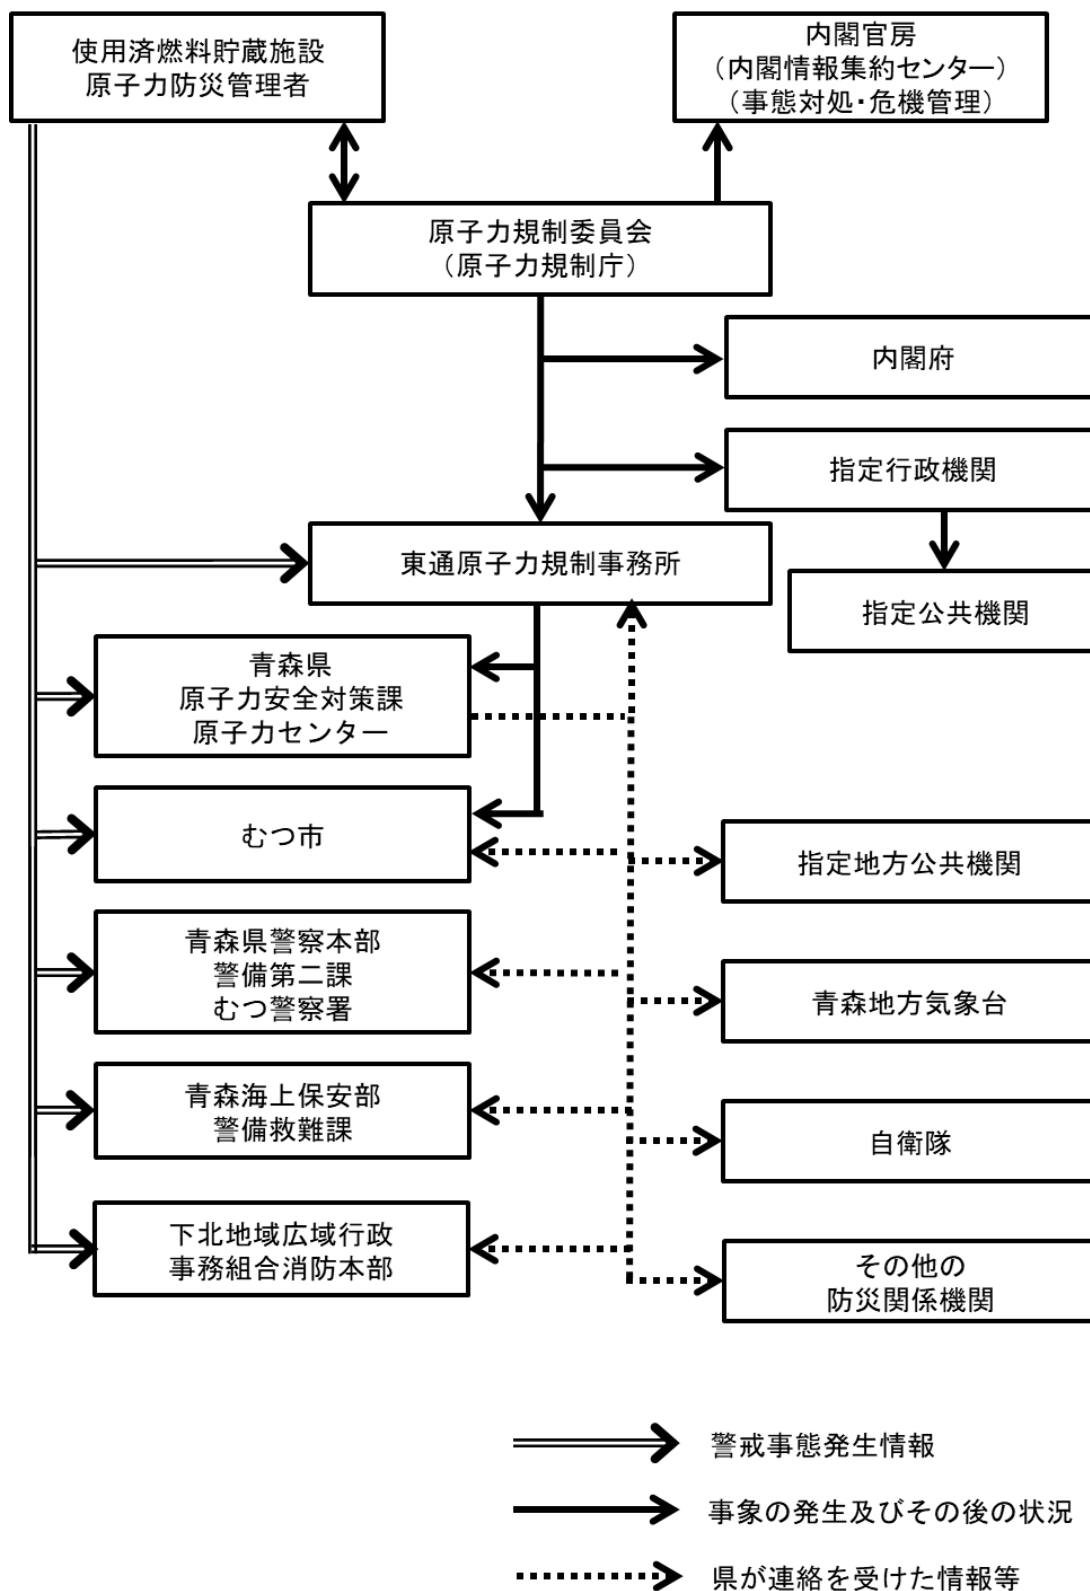 使用済燃料貯蔵施設
原子力防災管理者
内閣官房
（内閣情報集約センター）
（事態対処・危機管理）
原子力規制委員会
（原子力規制庁）
内閣府
指定行政機関
東通原子力規制事務所
指定公共機関
青森県
原子力安全対策課
原子力センター
むつ市
指定地方公共機関
青森県警察本部
警備第二課
むつ警察署
青森地方気象台
青森海上保安部
警備救難課
自衛隊
下北地域広域行政
事務組合消防本部
その他の
防災関係機関
警戒事態発生情報
事象の発生及びその後の状況
県が連絡を受けた情報等